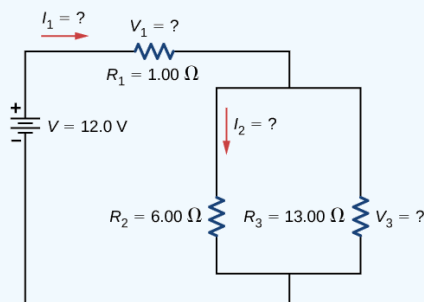 I₁ = ?
V₁ = ?
R₁ = 1.00 Ω
+
V = 12.0 V
−
I₂ = ?
R₂ = 6.00 Ω
R₃ = 13.00 Ω
V₃ = ?